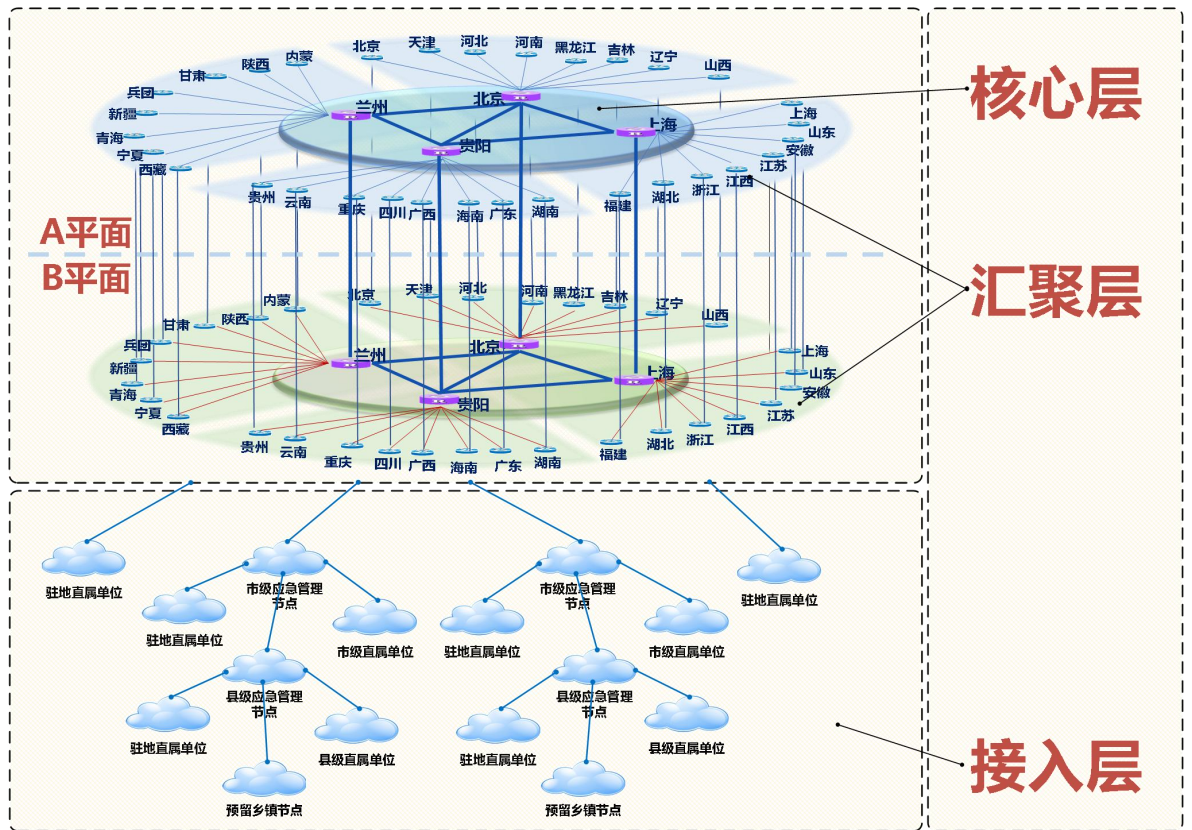 核心层
汇聚层
接入层
A平面
B平面
北京
天津
河北
河南
黑龙江
吉林
辽宁
山西
内蒙
陕西
甘肃
兵团
新疆
青海
宁夏
西藏
兰州
北京
上海
贵阳
上海
山东
安徽
江苏
江西
浙江
湖北
福建
贵州
云南
重庆
四川
广西
海南
广东
湖南
北京
天津
河北
河南
黑龙江
吉林
辽宁
山西
内蒙
陕西
甘肃
兵团
新疆
青海
宁夏
西藏
兰州
北京
上海
贵阳
上海
山东
安徽
江苏
江西
浙江
湖北
福建
贵州
云南
重庆
四川
广西
海南
广东
湖南
驻地直属单位
市级应急管理
节点
驻地直属单位
市级直属单位
县级应急管理
节点
驻地直属单位
县级直属单位
预留乡镇节点
市级应急管理
节点
驻地直属单位
市级直属单位
县级应急管理
节点
驻地直属单位
县级直属单位
预留乡镇节点
驻地直属单位